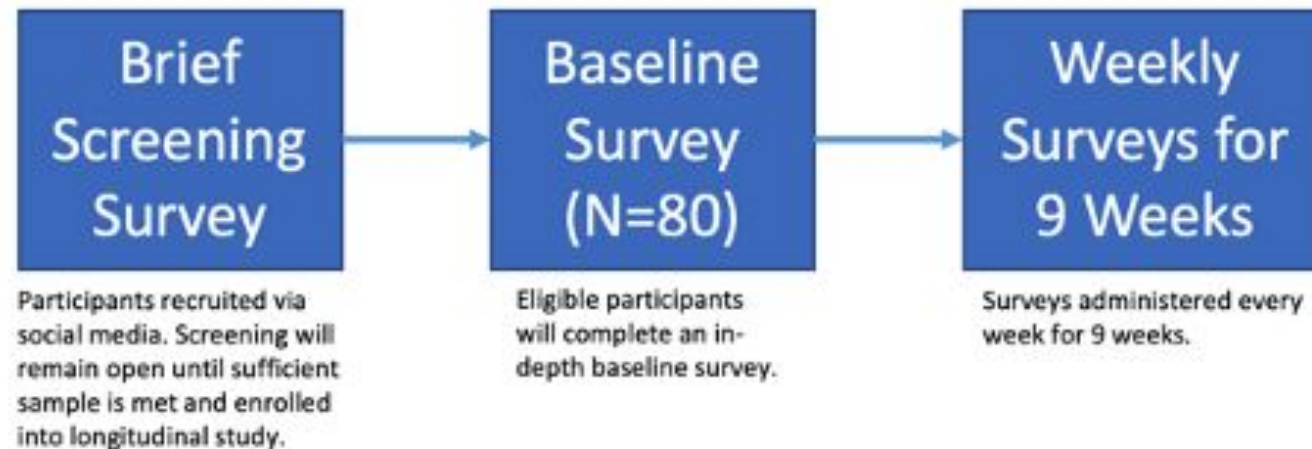 Brief
Screening
Survey
Participants recruited via
social media. Screening will
remain open until sufficient
sample is met and enrolled
into longitudinal study.
Baseline
Survey
(N=80)
Eligible participants
will complete an in-
depth baseline survey.
Weekly
Surveys for
9 Weeks
Surveys administered every
week for 9 weeks.